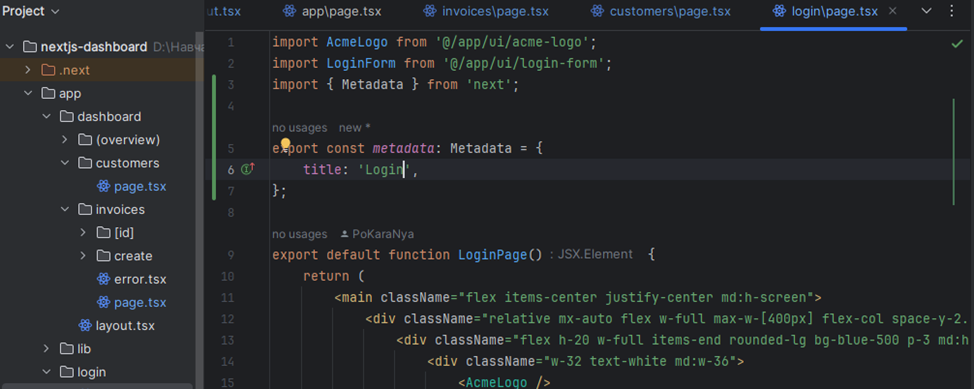 Project
ut.tsx
app\page.tsx
invoices\page.tsx
customers\page.tsx
login\page.tsx
nextjs-dashboard D:\Навча
.next
app
dashboard
(overview)
customers
page.tsx
invoices
[id]
create
error.tsx
page.tsx
layout.tsx
lib
login
1 import AcmeLogo from '@/app/ui/acme-logo';
2 import LoginForm from '@/app/ui/login-form';
3 import { Metadata } from 'next';
4
no usages new *
5 export const metadata: Metadata = {
6 title: 'Login',
7 };
8
no usages PoKaraNya
9 export default function LoginPage() : JSX.Element {
10 return (
11 <main className="flex items-center justify-center md:h-screen">
12 <div className="relative mx-auto flex w-full max-w-[400px] flex-col space-y-2.
13 <div className="flex h-20 w-full items-end rounded-lg bg-blue-500 p-3 md:h
14 <div className="w-32 text-white md:w-36">
15 <AcmeLogo />